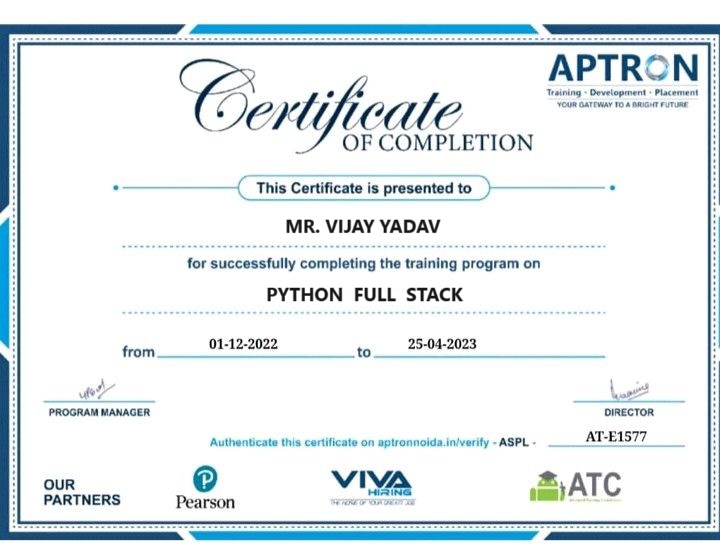 APTRON
Training · Development · Placement
YOUR GATEWAY TO A BRIGHT FUTURE
Certificate
OF COMPLETION
This Certificate is presented to
MR. VIJAY YADAV
for successfully completing the training program on
PYTHON FULL STACK
from 01-12-2022 to 25-04-2023
PROGRAM MANAGER
DIRECTOR
Authenticate this certificate on aptronnoida.in/verify - ASPL - AT-E1577
OUR
PARTNERS
Pearson
VIVA
HIRING
THE HORSE OF YOUR GREAT JOB
ATC